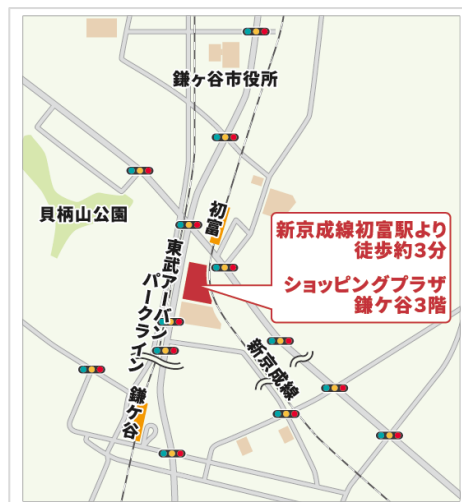 鎌ヶ谷市役所
貝柄山公園
初富
新京成線初富駅より
徒歩約3分
ショッピングプラザ
鎌ケ谷3階
東武アーバン
パークライン
新京成線
鎌ケ谷